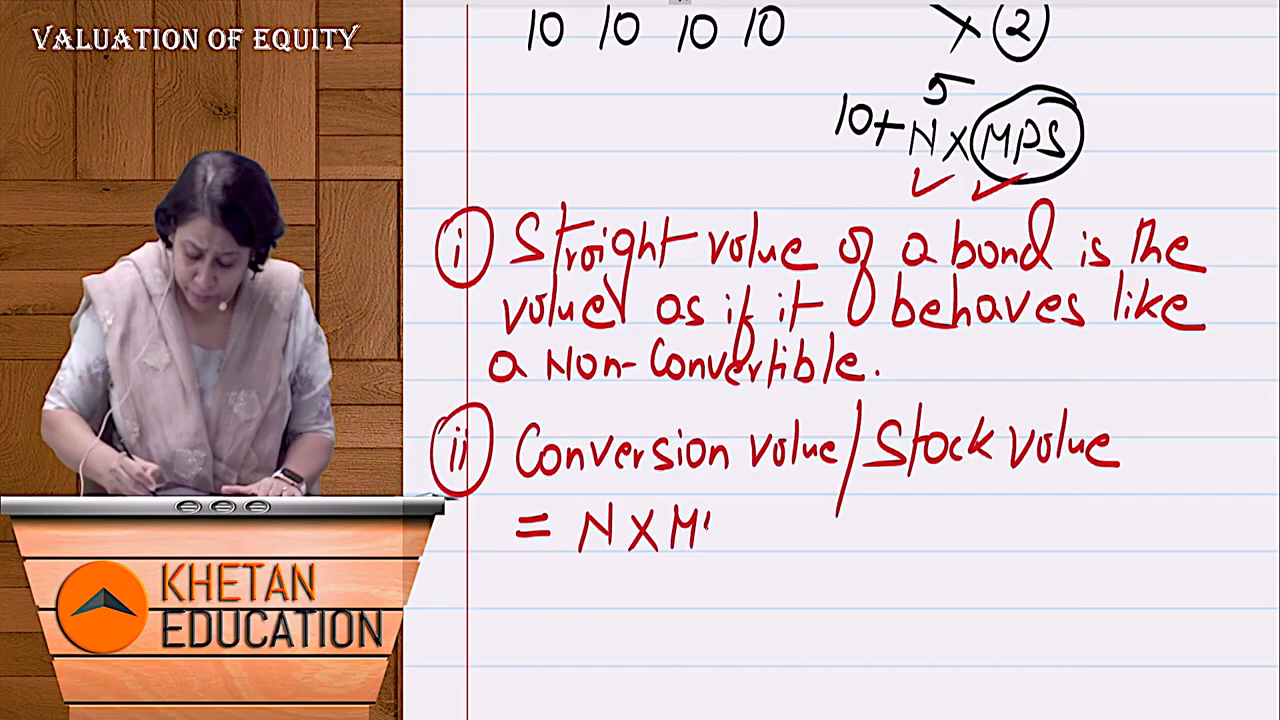 VALUATION OF EQUITY
10 10 10 10
X 2
5
10+ N X MPS
i) Straight value of a bond is the
value as if it behaves like
a Non-Convertible.
ii) Conversion value/Stock value
= N X M
KHETAN
EDUCATION